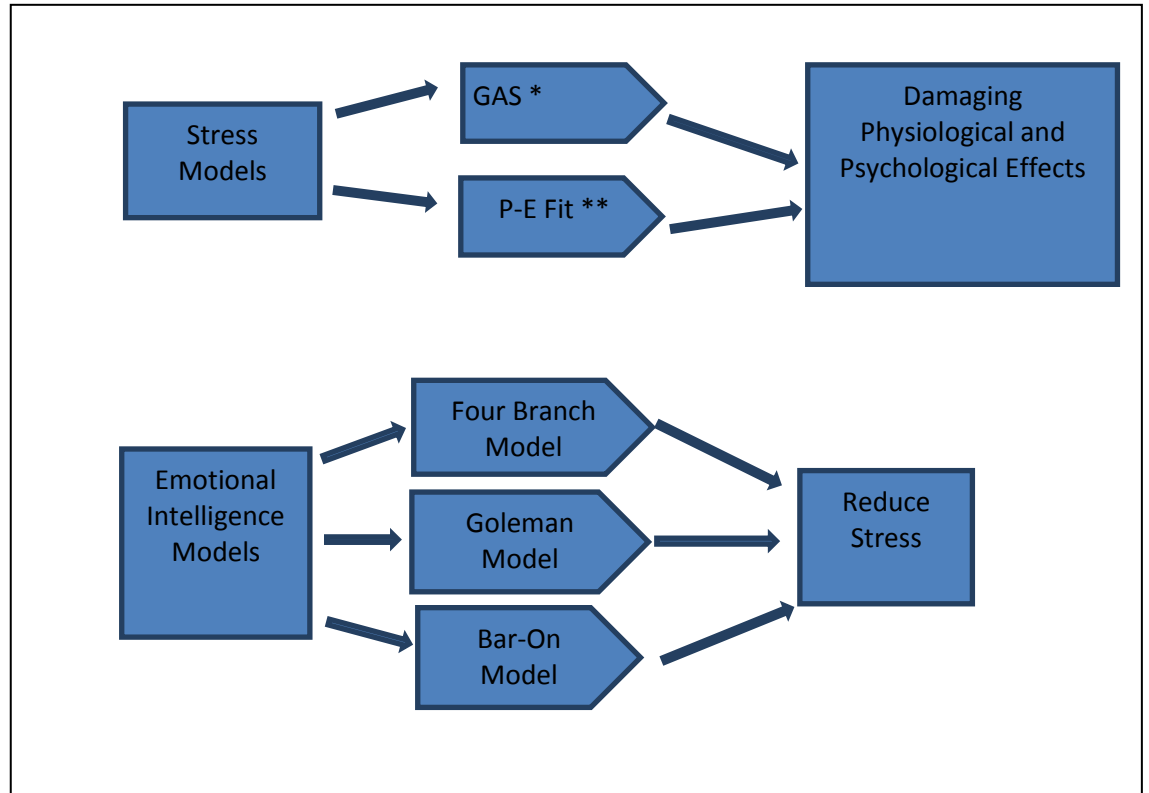 Stress
Models
GAS *
P-E Fit **
Damaging
Physiological and
Psychological Effects
Emotional
Intelligence
Models
Four Branch
Model
Goleman
Model
Bar-On
Model
Reduce
Stress